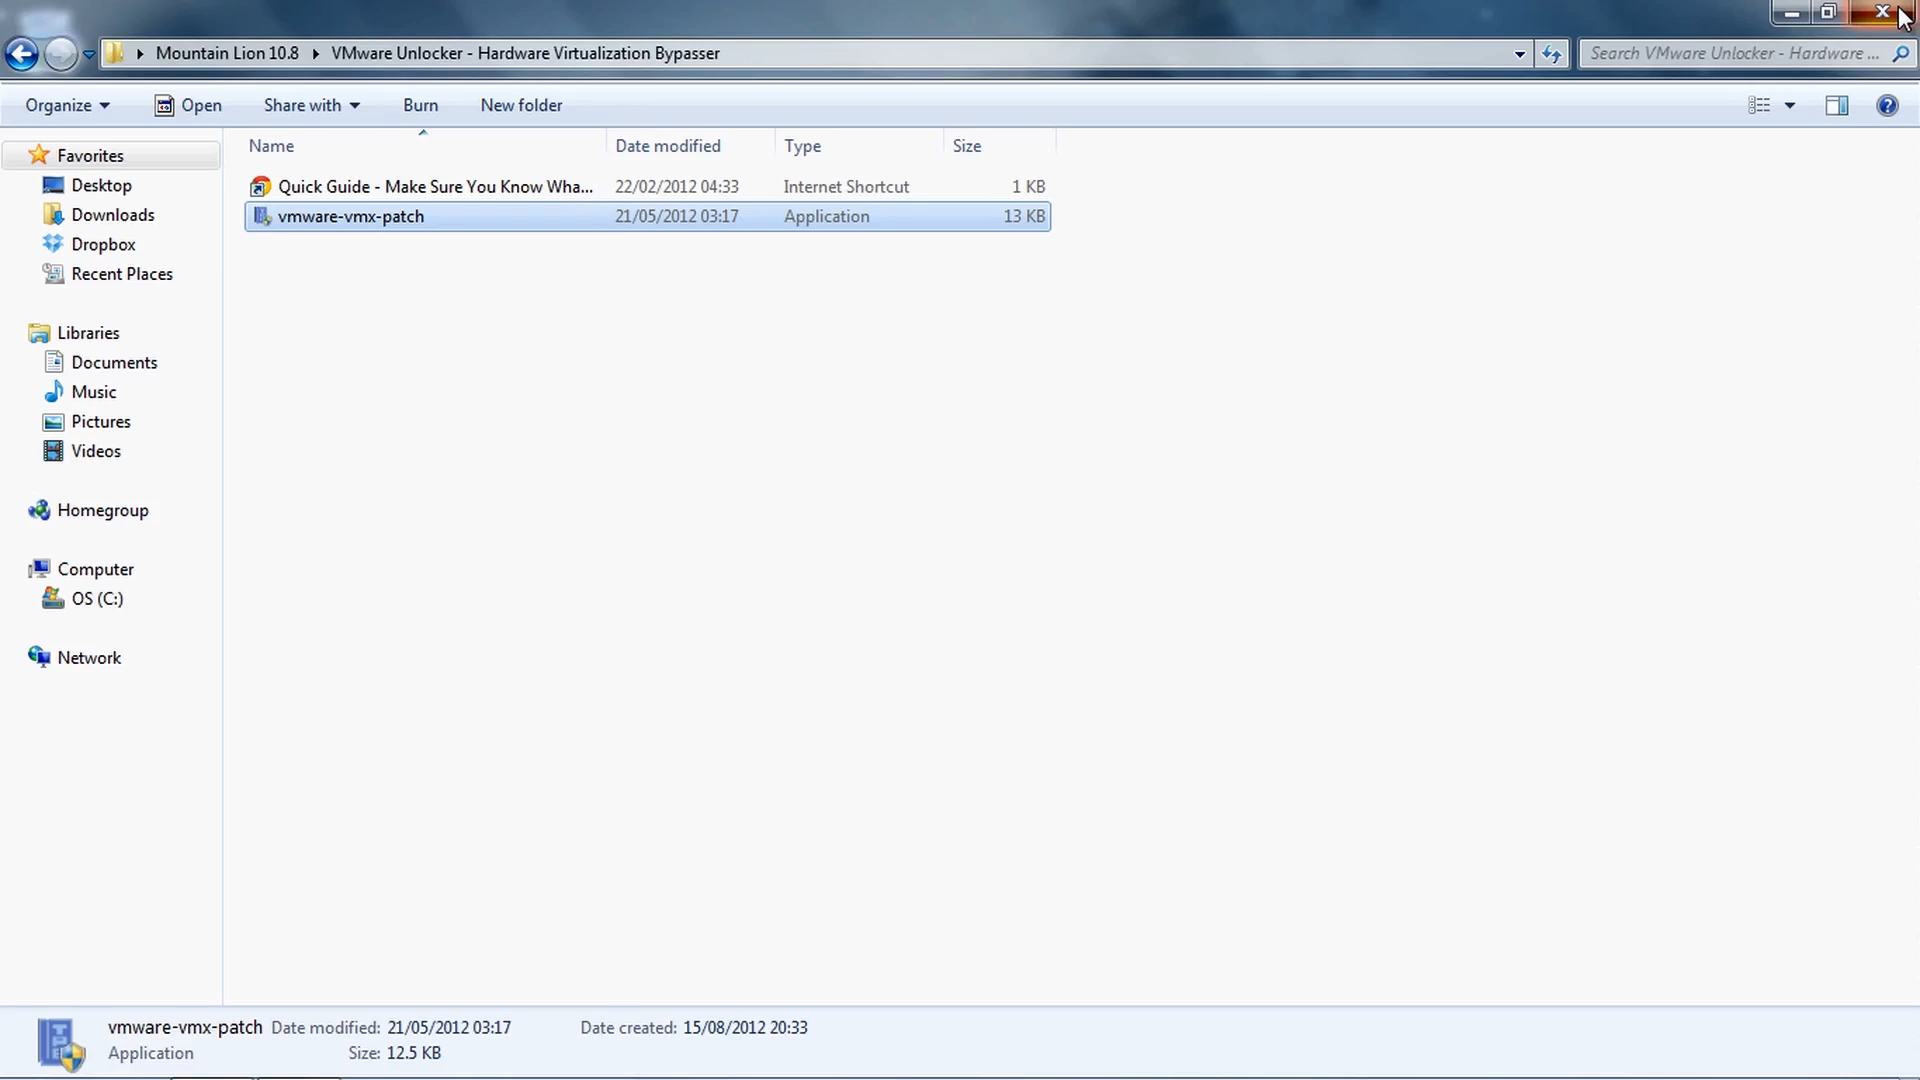 Mountain Lion 10.8 VMware Unlocker - Hardware Virtualization Bypasser
Search VMware Unlocker - Hardware ...
Organize Open Share with Burn New folder
Name Date modified Type Size
Quick Guide - Make Sure You Know Wha... 22/02/2012 04:33 Internet Shortcut 1 KB
vmware-vmx-patch 21/05/2012 03:17 Application 13 KB
Favorites
Desktop
Downloads
Dropbox
Recent Places
Libraries
Documents
Music
Pictures
Videos
Homegroup
Computer
OS (C:)
Network
vmware-vmx-patch Date modified: 21/05/2012 03:17 Date created: 15/08/2012 20:33
Application Size: 12.5 KB